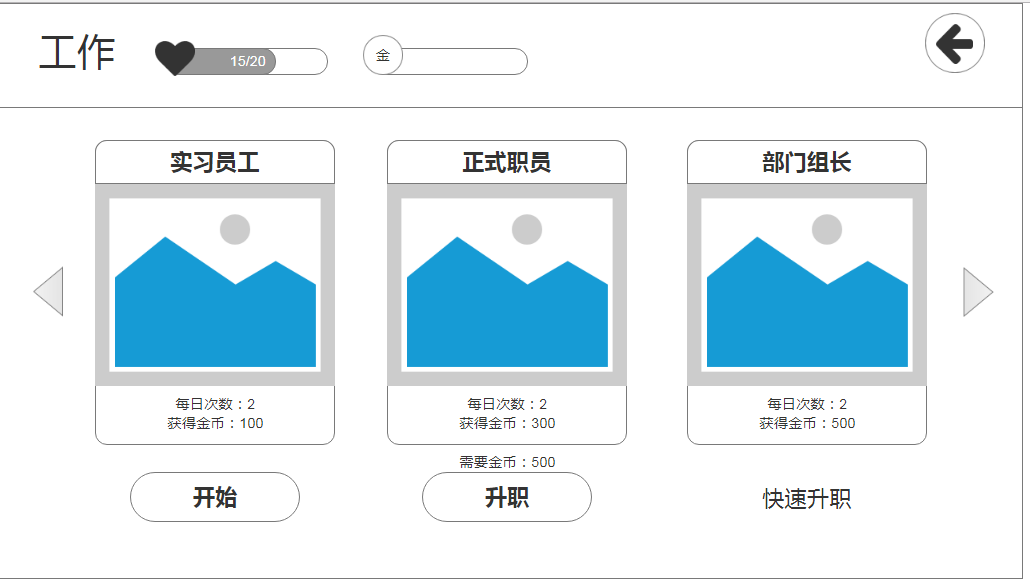 工作
15/20
金
实习员工
正式职员
部门组长
每日次数：2
获得金币：100
每日次数：2
获得金币：300
每日次数：2
获得金币：500
需要金币：500
开始
升职
快速升职